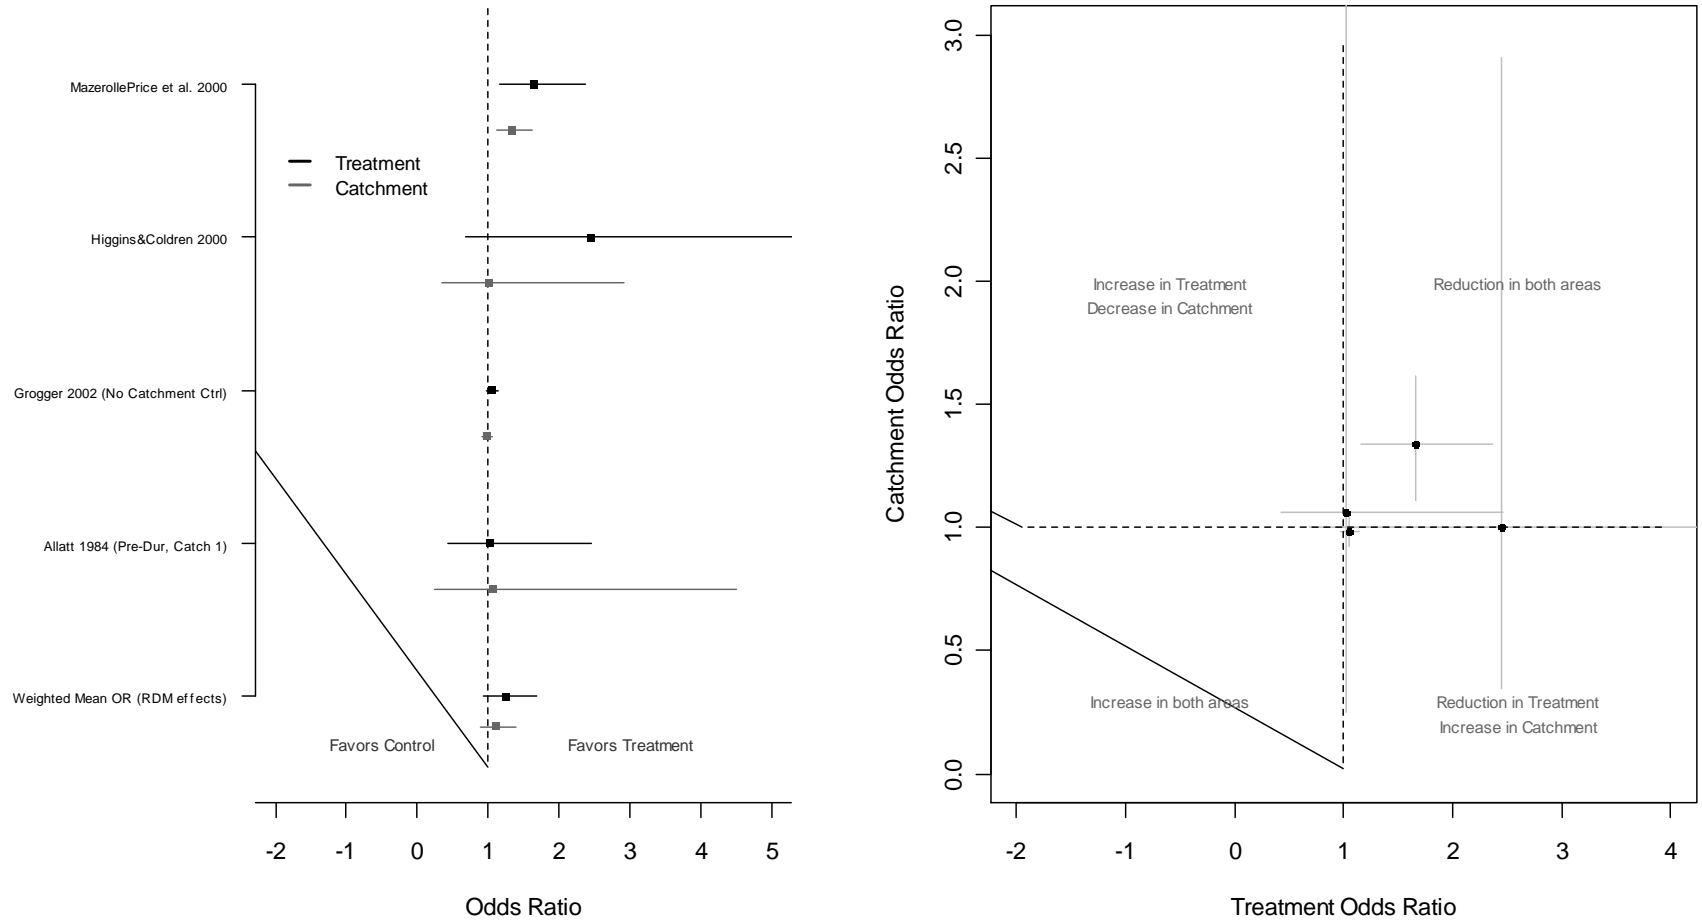 MazerollePrice et al. 2000
Treatment
Catchment
Higgins&Coldren 2000
Grogger 2002 (No Catchment Ctrl)
Allatt 1984 (Pre-Dur, Catch 1)
Weighted Mean OR (RDM effects)
Favors Control
Favors Treatment
-2
-1
0
1
2
3
4
5
Odds Ratio
3.0
2.5
2.0
1.5
1.0
0.5
0.0
Catchment Odds Ratio
Increase in Treatment
Decrease in Catchment
Reduction in both areas
Increase in both areas
Reduction in Treatment
Increase in Catchment
-2
-1
0
1
2
3
4
Treatment Odds Ratio